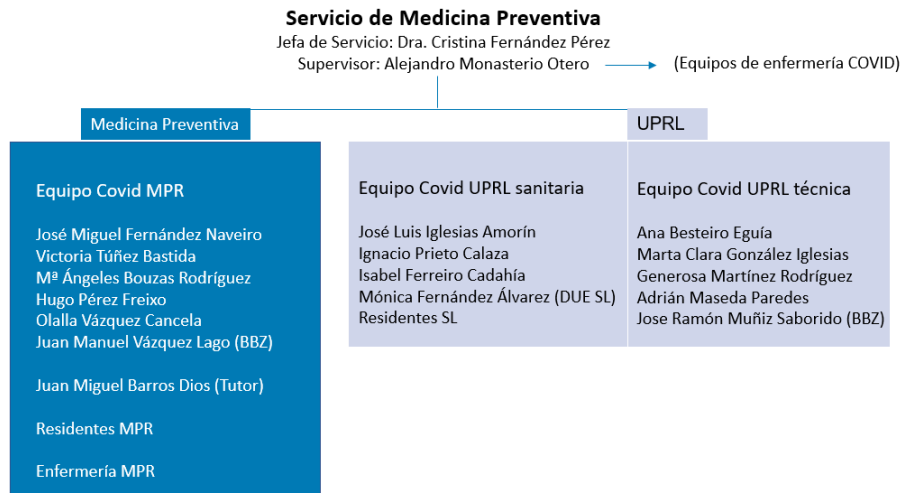 Servicio de Medicina Preventiva
Jefa de Servicio: Dra. Cristina Fernández Pérez
Supervisor: Alejandro Monasterio Otero
(Equipos de enfermería COVID)
Medicina Preventiva
UPRL
Equipo Covid MPR
José Miguel Fernández Naveiro
Victoria Túñez Bastida
Mª Ángeles Bouzas Rodríguez
Hugo Pérez Freixo
Olalla Vázquez Cancela
Juan Manuel Vázquez Lago (BBZ)
Juan Miguel Barros Dios (Tutor)
Residentes MPR
Enfermería MPR
Equipo Covid UPRL sanitaria
José Luis Iglesias Amorín
Ignacio Prieto Calaza
Isabel Ferreiro Cadahía
Mónica Fernández Álvarez (DUE SL)
Residentes SL
Equipo Covid UPRL técnica
Ana Besteiro Eguía
Marta Clara González Iglesias
Generosa Martínez Rodríguez
Adrián Maseda Paredes
Jose Ramón Muñiz Saborido (BBZ)